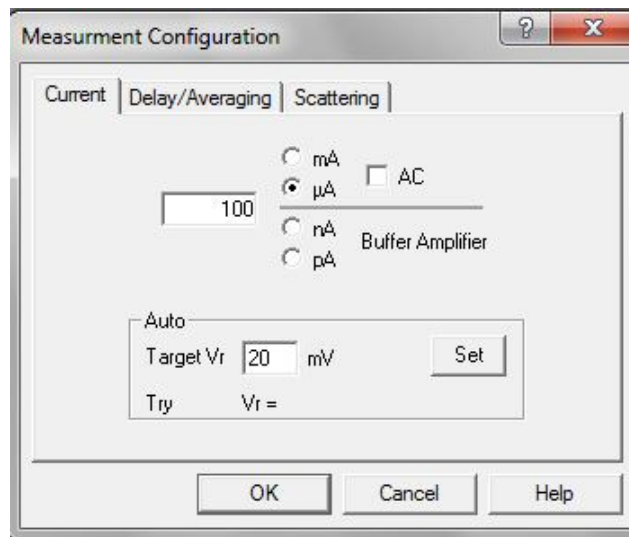 Measurment Configuration
? X
Current Delay/Averaging Scattering
mA
AC
µA
100
nA
Buffer Amplifier
pA
Auto
Target Vr 20 mV Set
Try Vr =
OK Cancel Help